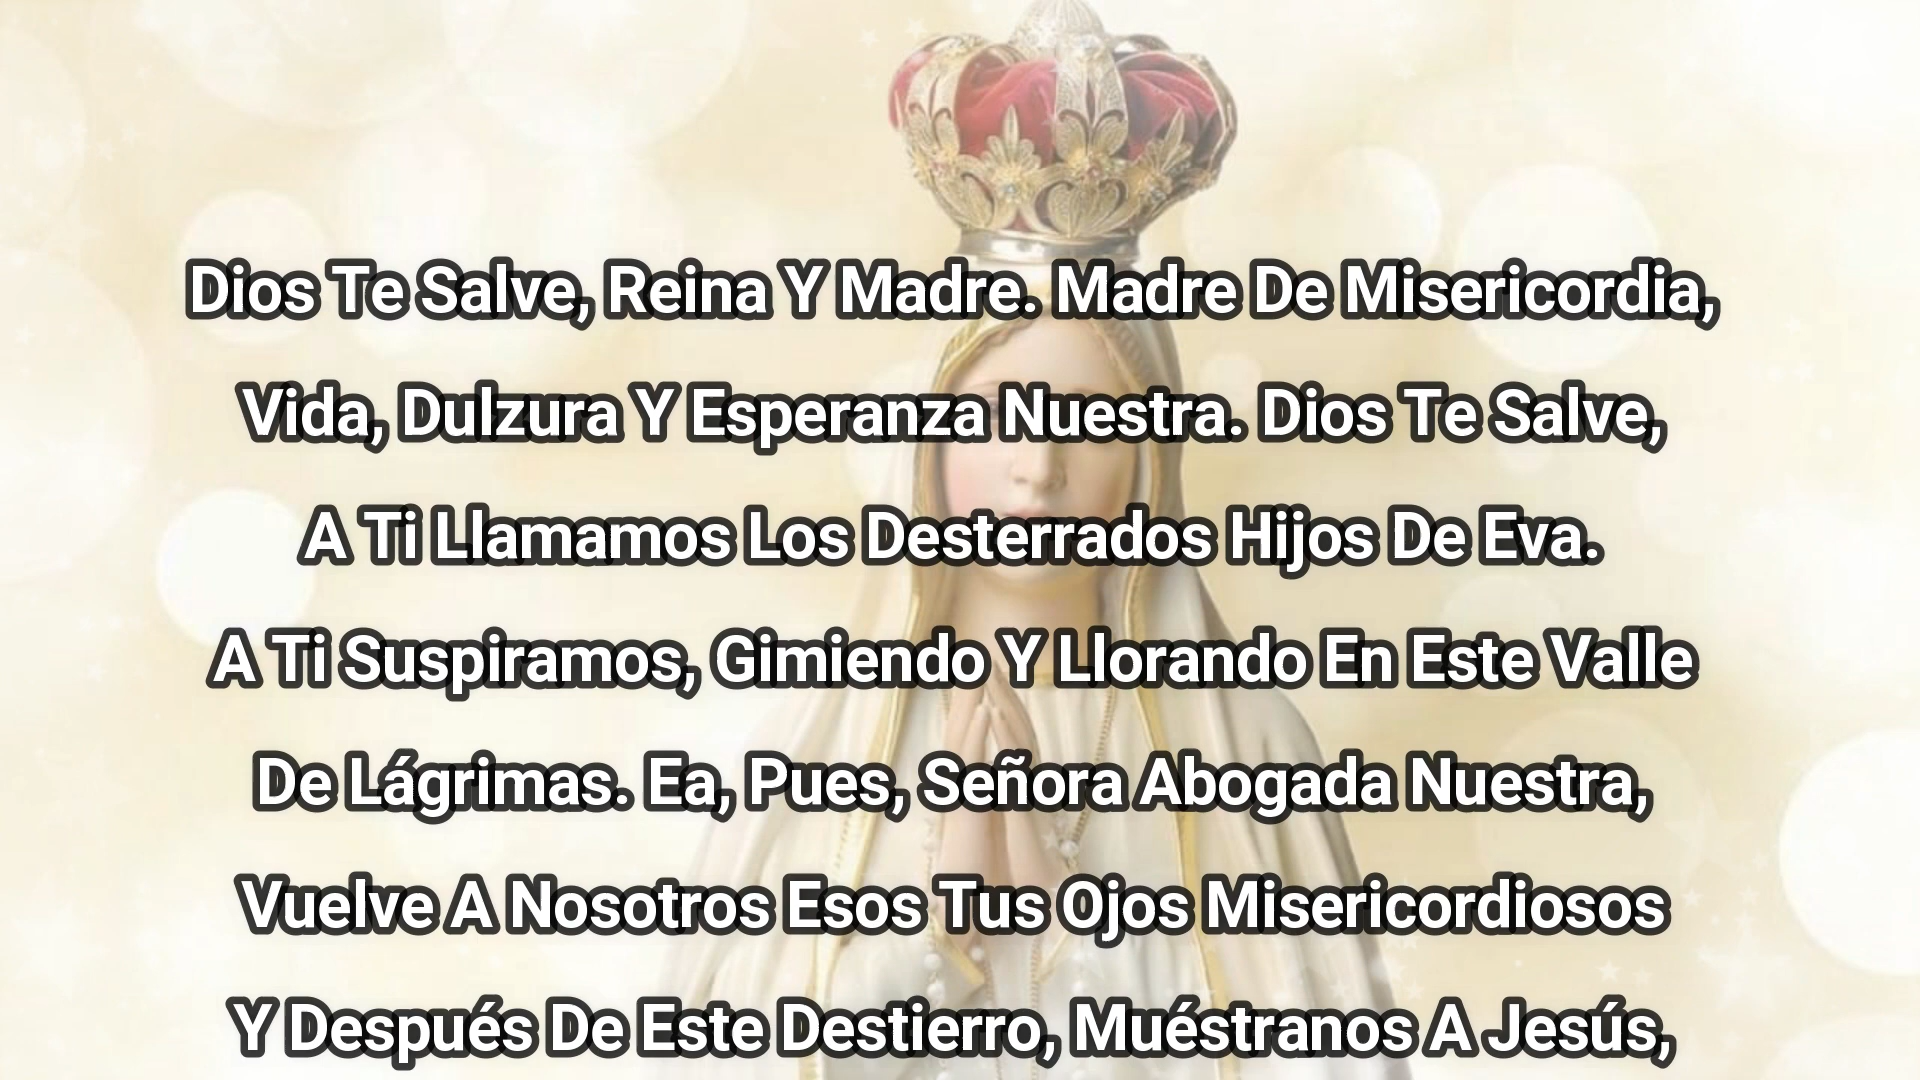 Dios Te Salve, Reina Y Madre. Madre De Misericordia,
Vida, Dulzura Y Esperanza Nuestra. Dios Te Salve,
A Ti Llamamos Los Desterrados Hijos De Eva.
A Ti Suspiramos, Gimiendo Y Llorando En Este Valle
De Lágrimas. Ea, Pues, Señora Abogada Nuestra,
Vuelve A Nosotros Esos Tus Ojos Misericordiosos
Y Después De Este Destierro, Muéstranos A Jesús,